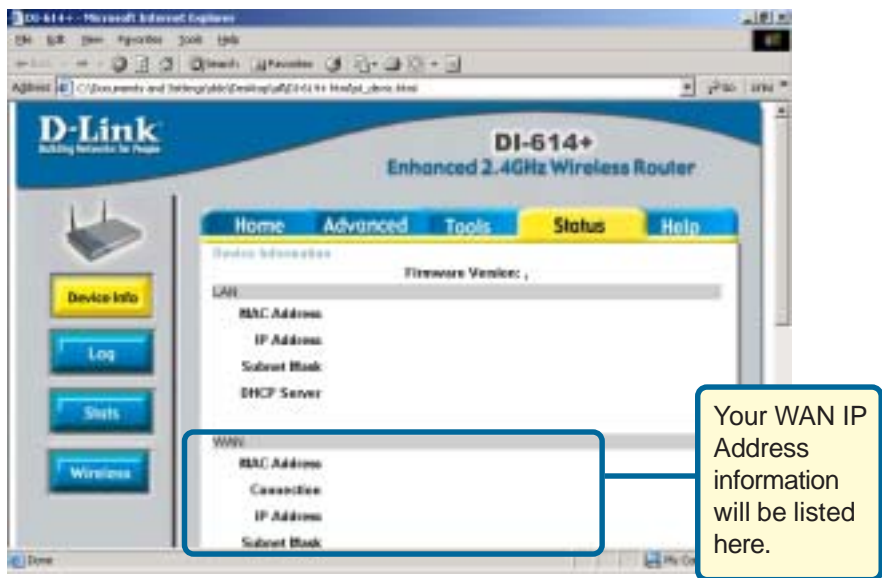 DI-614+ - Microsoft Internet Explorer
File Edit View Favorites Tools Help
Search Favorites
Address
Go Links
D-Link
Building Networks for People
DI-614+
Enhanced 2.4GHz Wireless Router
Home Advanced Tools Status Help
Device Information
Firmware Version: ,
Device Info
LAN
MAC Address
IP Address
Log
Subnet Mask
DHCP Server
Stats
WAN
MAC Address
Wireless
Connection
IP Address
Subnet Mask
Your WAN IP
Address
information
will be listed
here.
Done